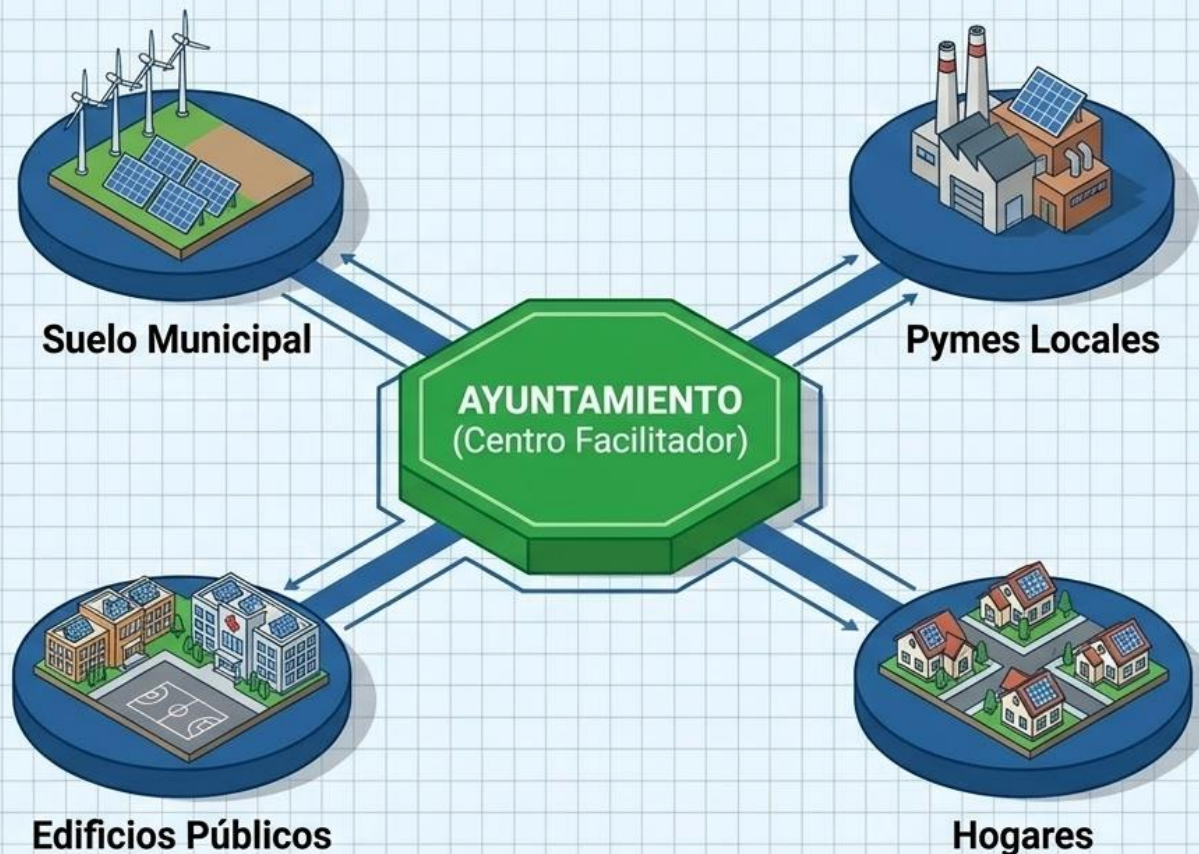 Suelo Municipal
Pymes Locales
AYUNTAMIENTO
(Centro Facilitador)
Edificios Públicos
Hogares